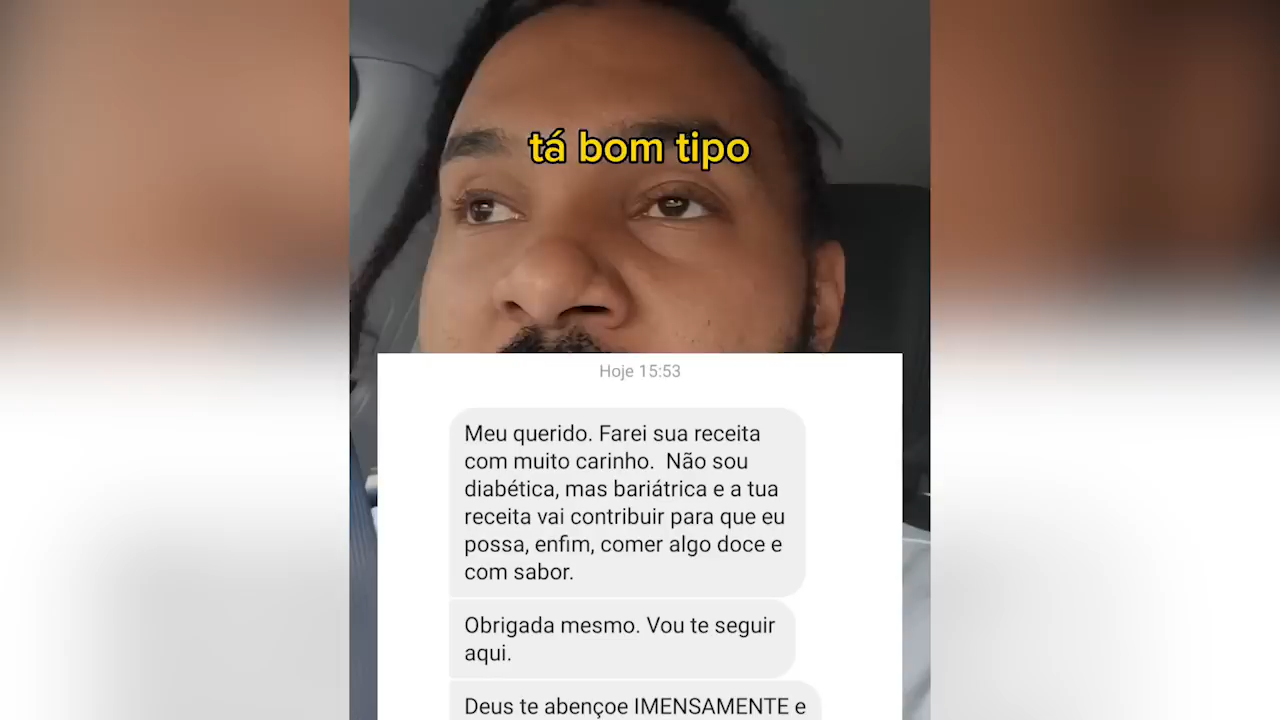 tá bom tipo
Hoje 15:53
Meu querido. Farei sua receita
com muito carinho.  Não sou
diabética, mas bariátrica e a tua
receita vai contribuir para que eu
possa, enfim, comer algo doce e
com sabor.
Obrigada mesmo. Vou te seguir
aqui.
Deus te abençoe IMENSAMENTE e